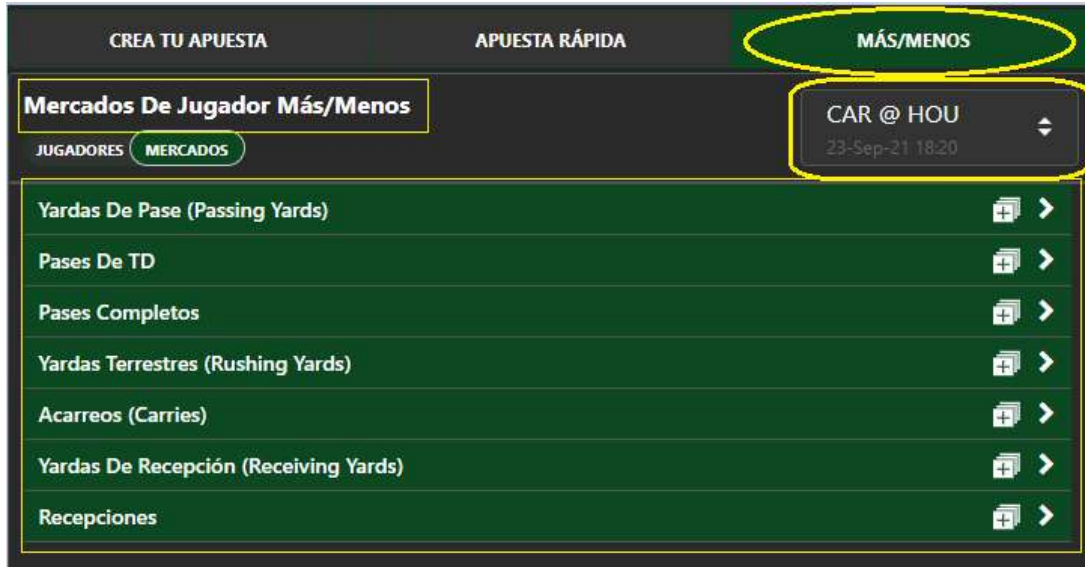 CREA TU APUESTA APUESTA RÁPIDA MÁS/MENOS
Mercados De Jugador Más/Menos
CAR @ HOU
JUGADORES MERCADOS
23-Sep-21 18:20
Yardas De Pase (Passing Yards)
Pases De TD
Pases Completos
Yardas Terrestres (Rushing Yards)
Acarreos (Carries)
Yardas De Recepción (Receiving Yards)
Recepciones